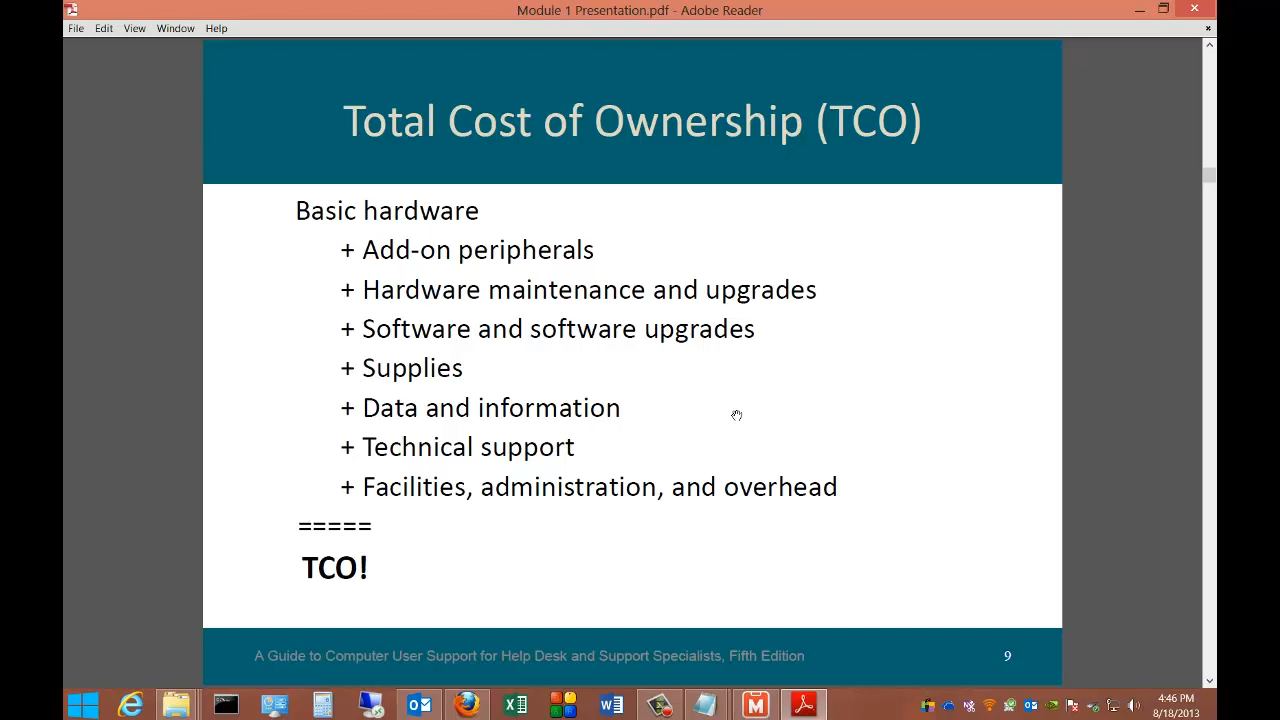 Module 1 Presentation.pdf - Adobe Reader
File Edit View Window Help
Total Cost of Ownership (TCO)
Basic hardware
+ Add-on peripherals
+ Hardware maintenance and upgrades
+ Software and software upgrades
+ Supplies
+ Data and information
+ Technical support
+ Facilities, administration, and overhead
=====
TCO!
A Guide to Computer User Support for Help Desk and Support Specialists, Fifth Edition 9
4:46 PM
8/18/2013